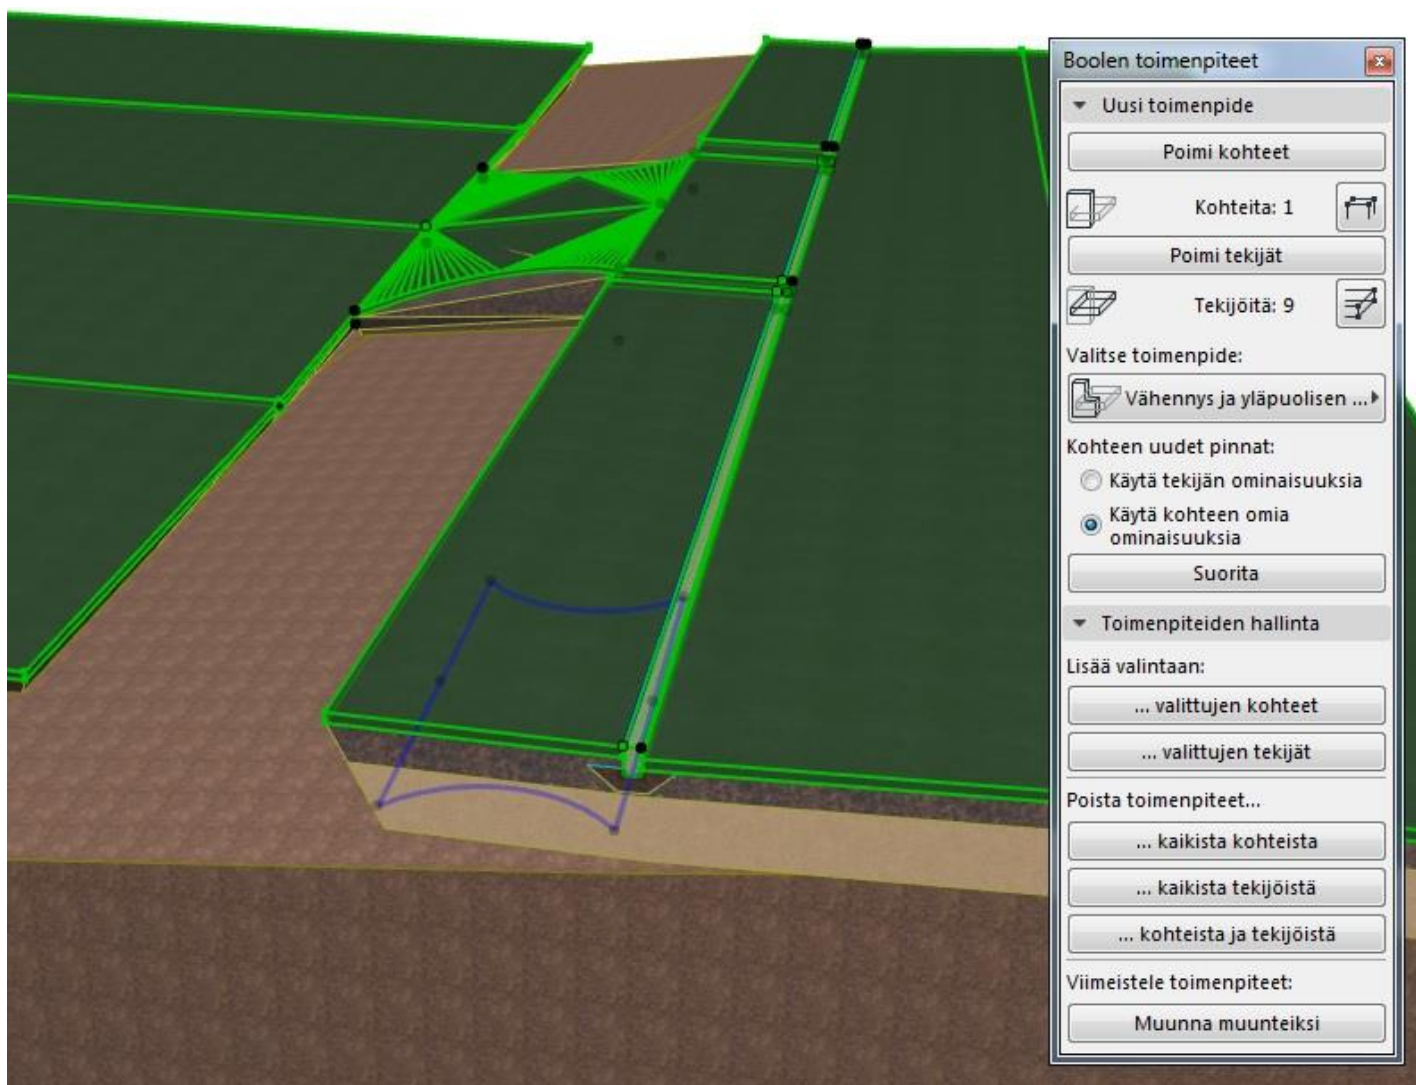 Boolen toimenpiteet
Uusi toimenpide
Poimi kohteet
Kohteita: 1
Poimi tekijät
Tekijöitä: 9
Valitse toimenpide:
Vähennys ja yläpuolisen ...
Kohteen uudet pinnat:
Käytä tekijän ominaisuuksia
Käytä kohteen omia
ominaisuuksia
Suorita
Toimenpiteiden hallinta
Lisää valintaan:
... valittujen kohteet
... valittujen tekijät
Poista toimenpiteet...
... kaikista kohteista
... kaikista tekijöistä
... kohteista ja tekijöistä
Viimeistele toimenpiteet:
Muunna muunteiksi